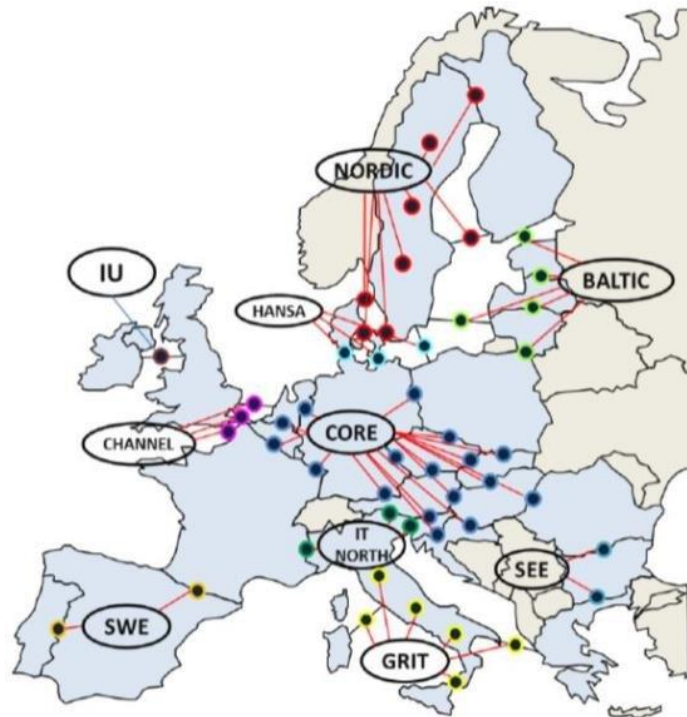 NORDIC
IU
BALTIC
HANSA
CHANNEL
CORE
IT
NORTH
SEE
SWE
GRIT